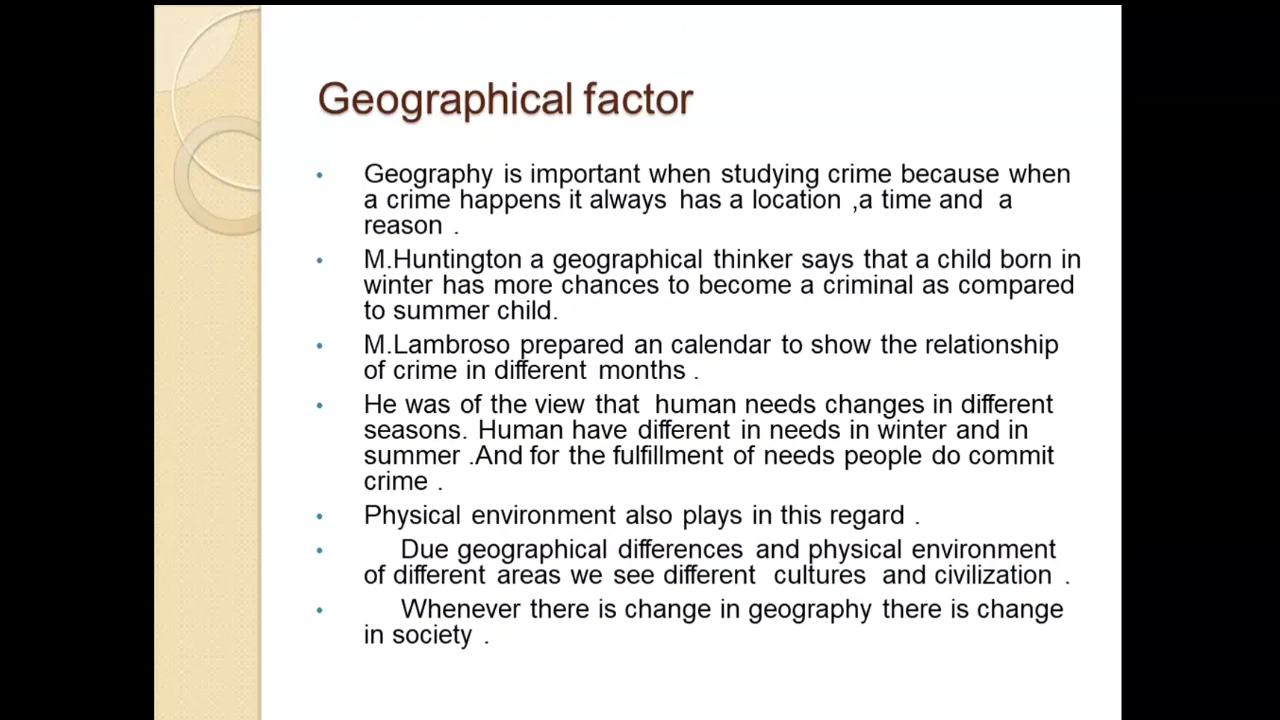 Geographical factor
• Geography is important when studying crime because when
a crime happens it always has a location ,a time and a
reason .
• M.Huntington a geographical thinker says that a child born in
winter has more chances to become a criminal as compared
to summer child.
• M.Lambroso prepared an calendar to show the relationship
of crime in different months .
• He was of the view that human needs changes in different
seasons. Human have different in needs in winter and in
summer .And for the fulfillment of needs people do commit
crime .
• Physical environment also plays in this regard .
• Due geographical differences and physical environment
of different areas we see different cultures and civilization .
• Whenever there is change in geography there is change
in society .